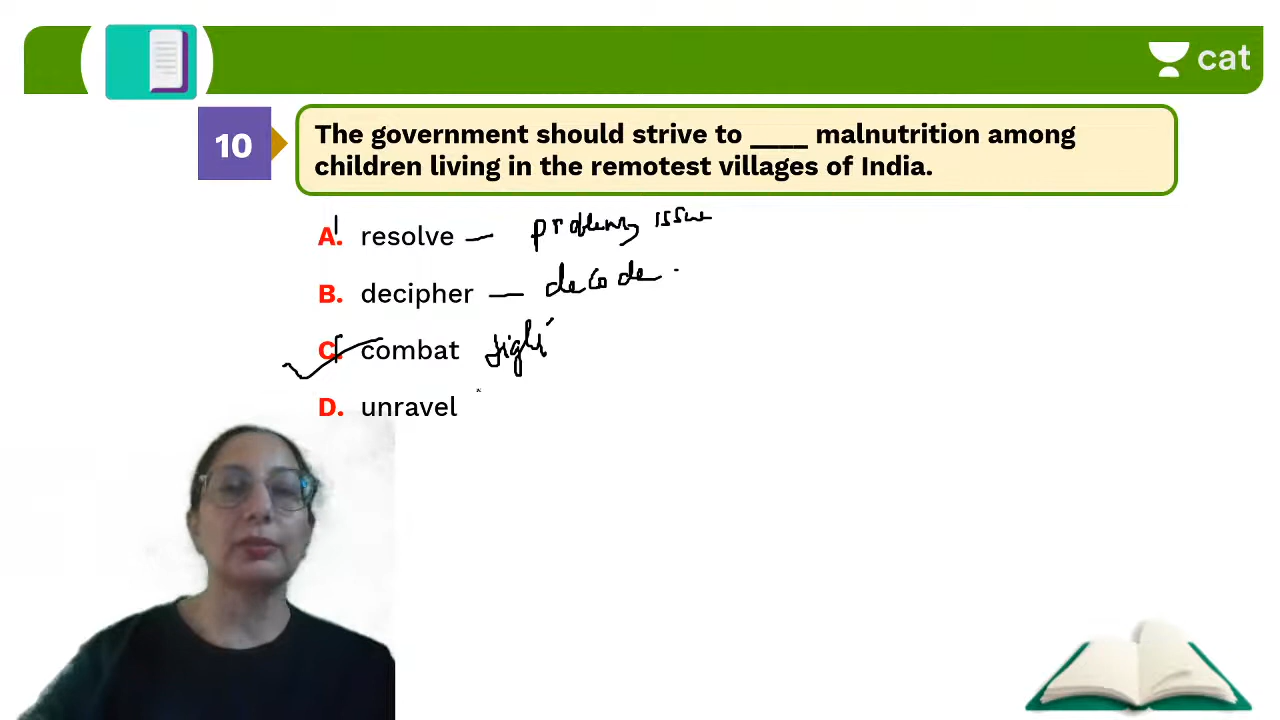 cat
10
The government should strive to ____ malnutrition among
children living in the remotest villages of India.
A. resolve — problem, issue
B. decipher — decode.
C. combat fight
D. unravel